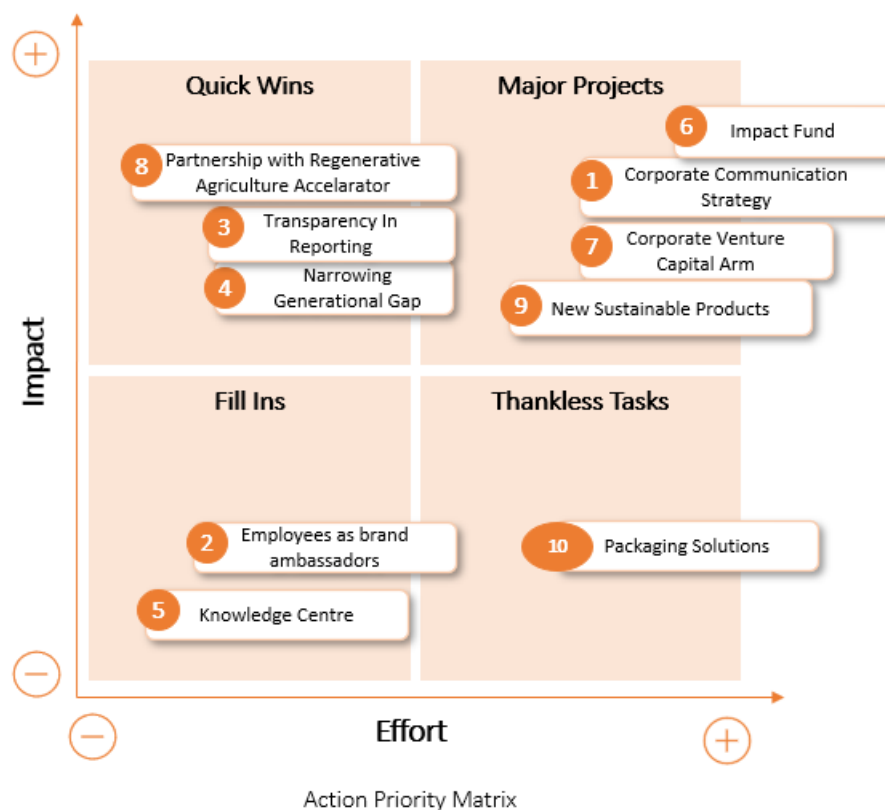 Quick Wins
Major Projects
6
Impact Fund
8
Partnership with Regenerative
Agriculture Accelarator
1
Corporate Communication
Strategy
3
Transparency In
Reporting
7
Corporate Venture
Capital Arm
4
Narrowing
Generational Gap
9
New Sustainable Products
Impact
Fill Ins
Thankless Tasks
2
Employees as brand
ambassadors
10
Packaging Solutions
5
Knowledge Centre
Effort
Action Priority Matrix